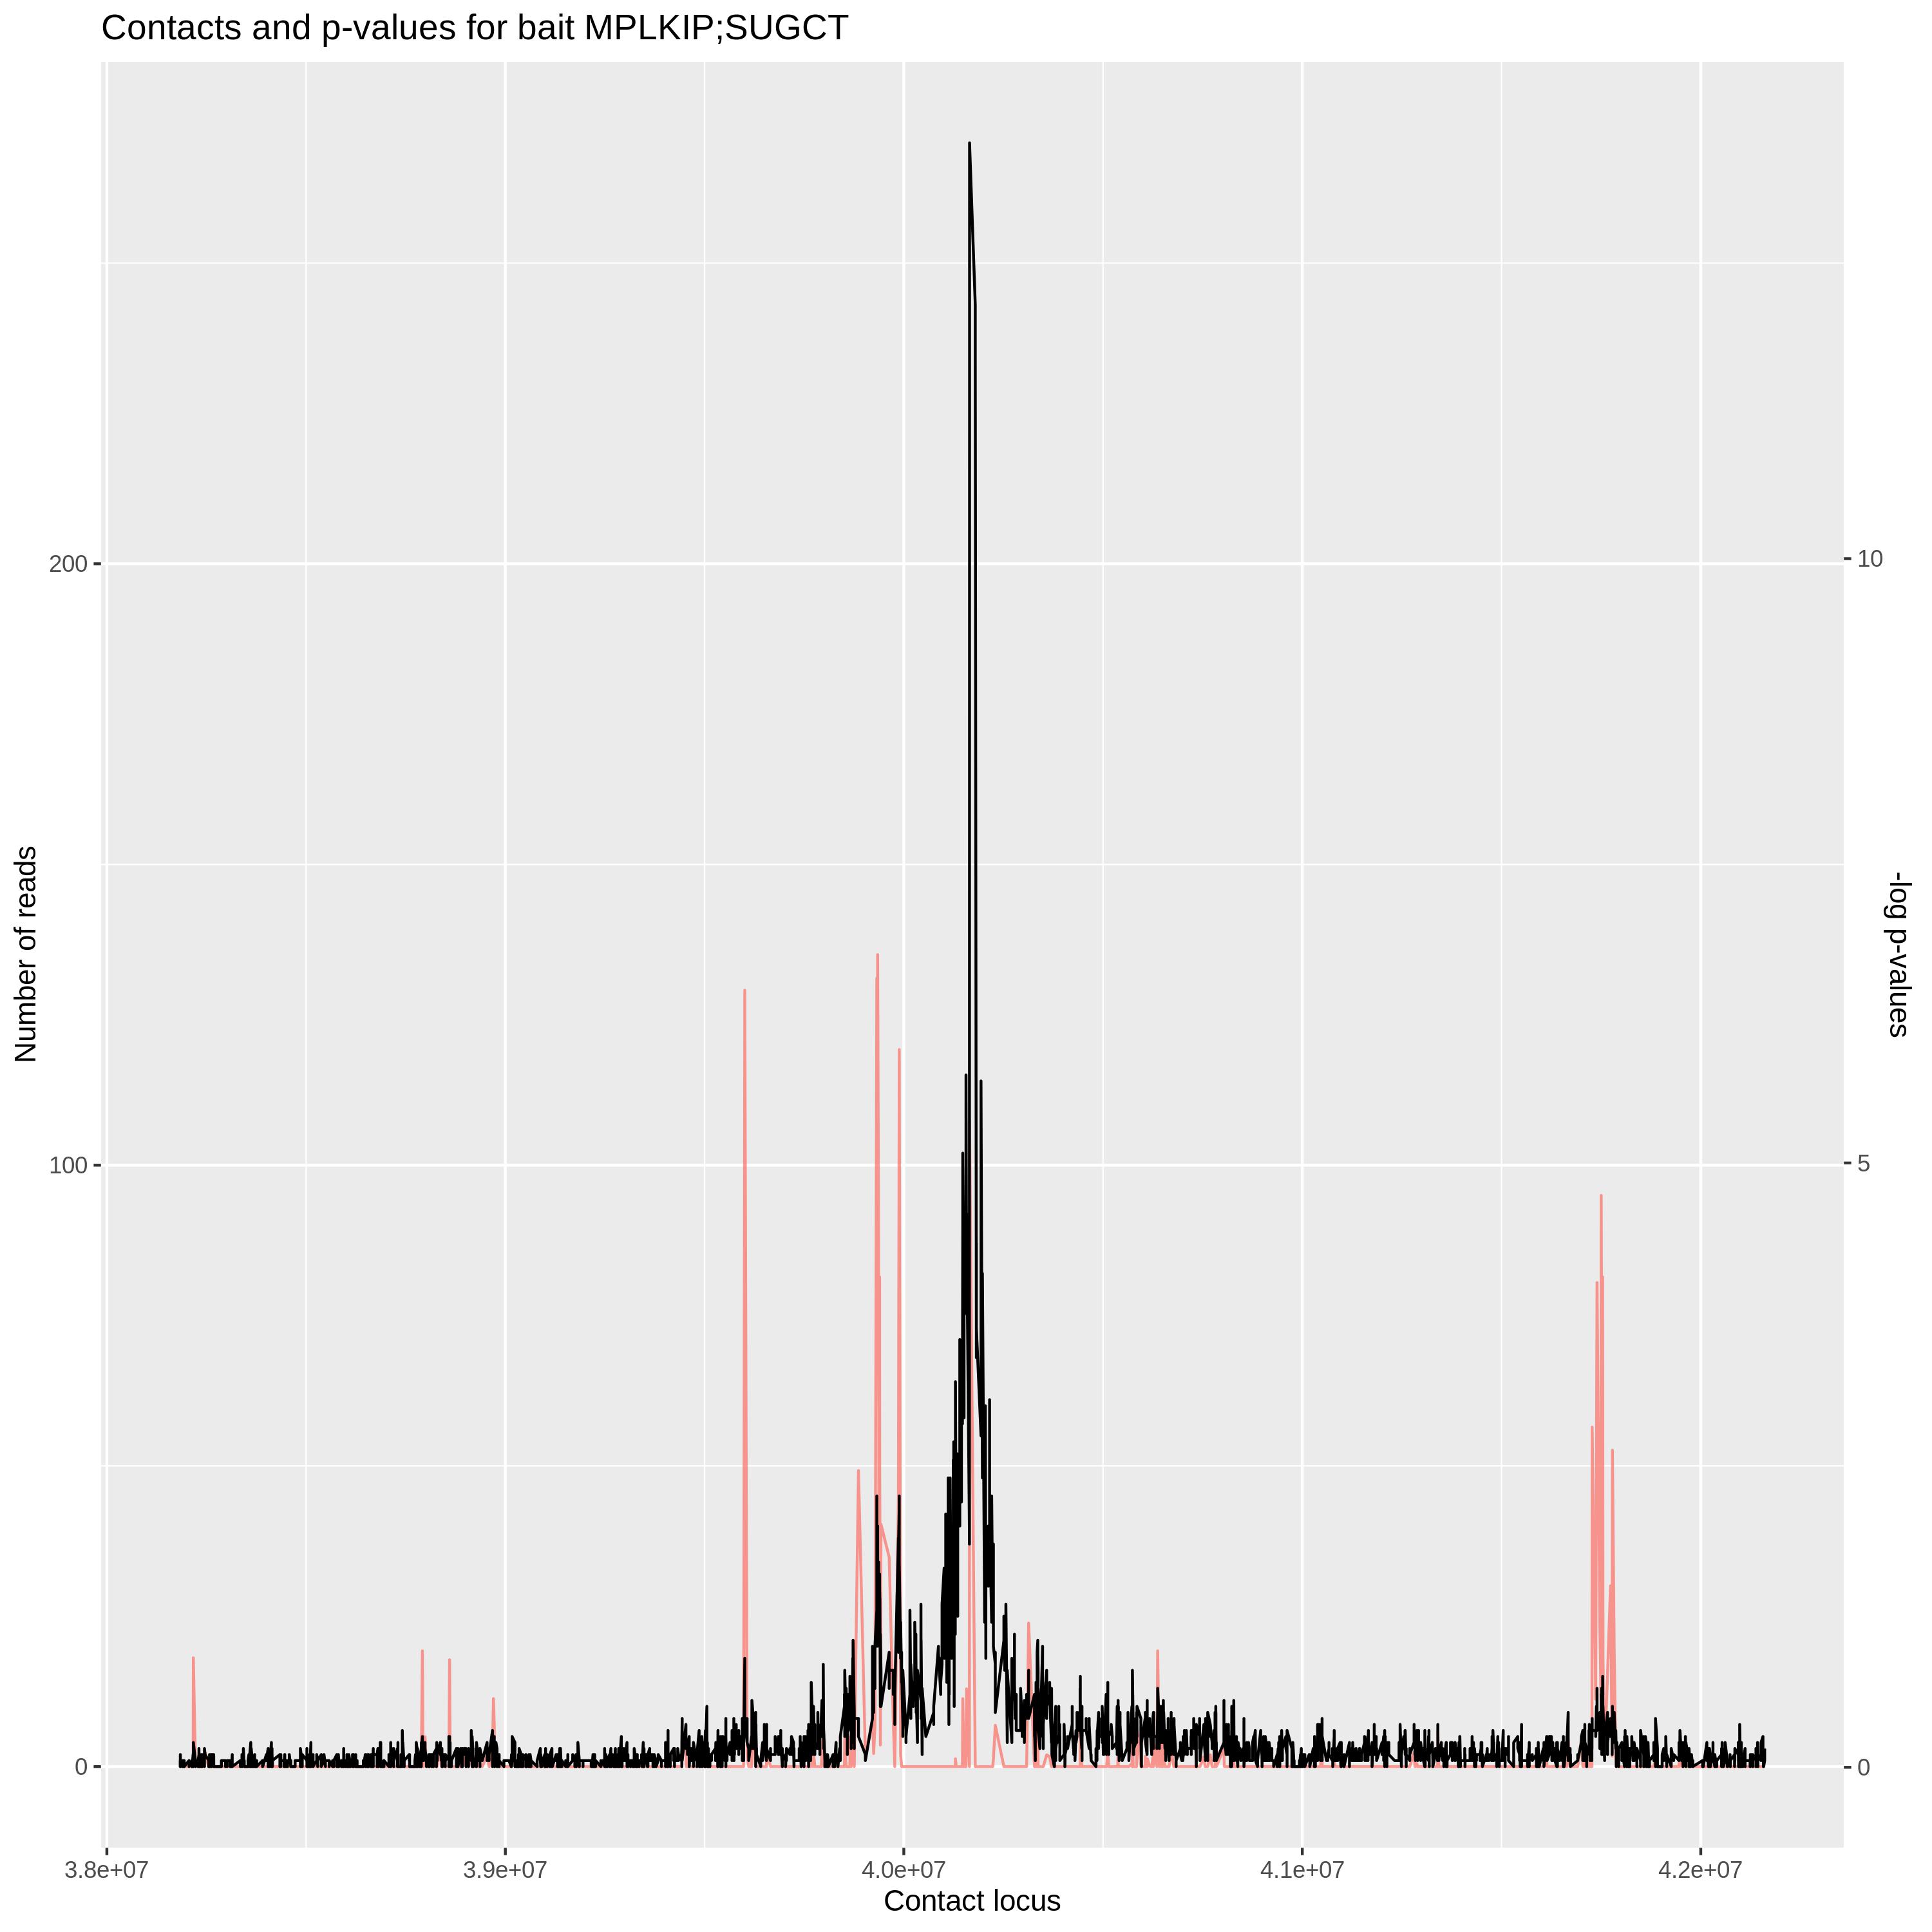 Contacts and p-values for bait MPLKIP;SUGCT
Number of reads
200
100
0
10
5
0
-log p-values
3.8e+07
3.9e+07
4.0e+07
4.1e+07
4.2e+07
Contact locus